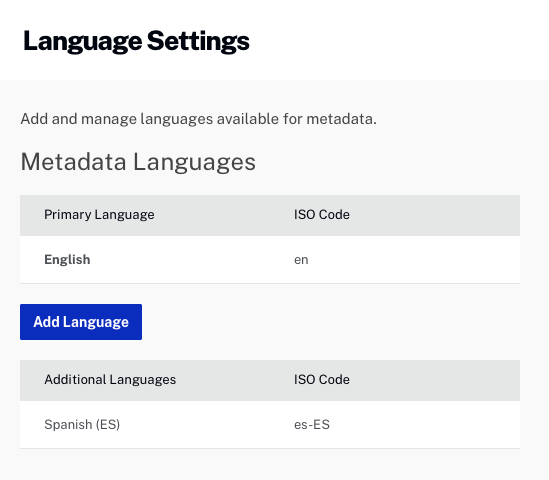 Language Settings
Add and manage languages available for metadata.
Metadata Languages
Primary Language ISO Code
English en
Add Language
Additional Languages ISO Code
Spanish (ES) es-ES